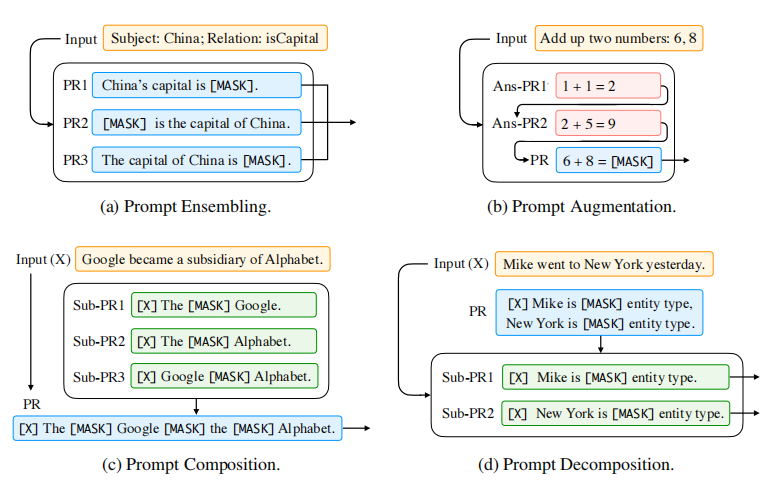 Input Subject: China; Relation: isCapital
PR1 China's capital is [MASK].
PR2 [MASK] is the capital of China.
PR3 The capital of China is [MASK].
(a) Prompt Ensembling.
Input Add up two numbers: 6, 8
Ans-PR1 1 + 1 = 2
Ans-PR2 2 + 5 = 9
PR 6 + 8 = [MASK]
(b) Prompt Augmentation.
Input (X) Google became a subsidiary of Alphabet.
Sub-PR1 [X] The [MASK] Google.
Sub-PR2 [X] The [MASK] Alphabet.
Sub-PR3 [X] Google [MASK] Alphabet.
PR
[X] The [MASK] Google [MASK] the [MASK] Alphabet.
(c) Prompt Composition.
Input (X) Mike went to New York yesterday.
PR [X] Mike is [MASK] entity type,
New York is [MASK] entity type.
Sub-PR1 [X] Mike is [MASK] entity type.
Sub-PR2 [X] New York is [MASK] entity type.
(d) Prompt Decomposition.